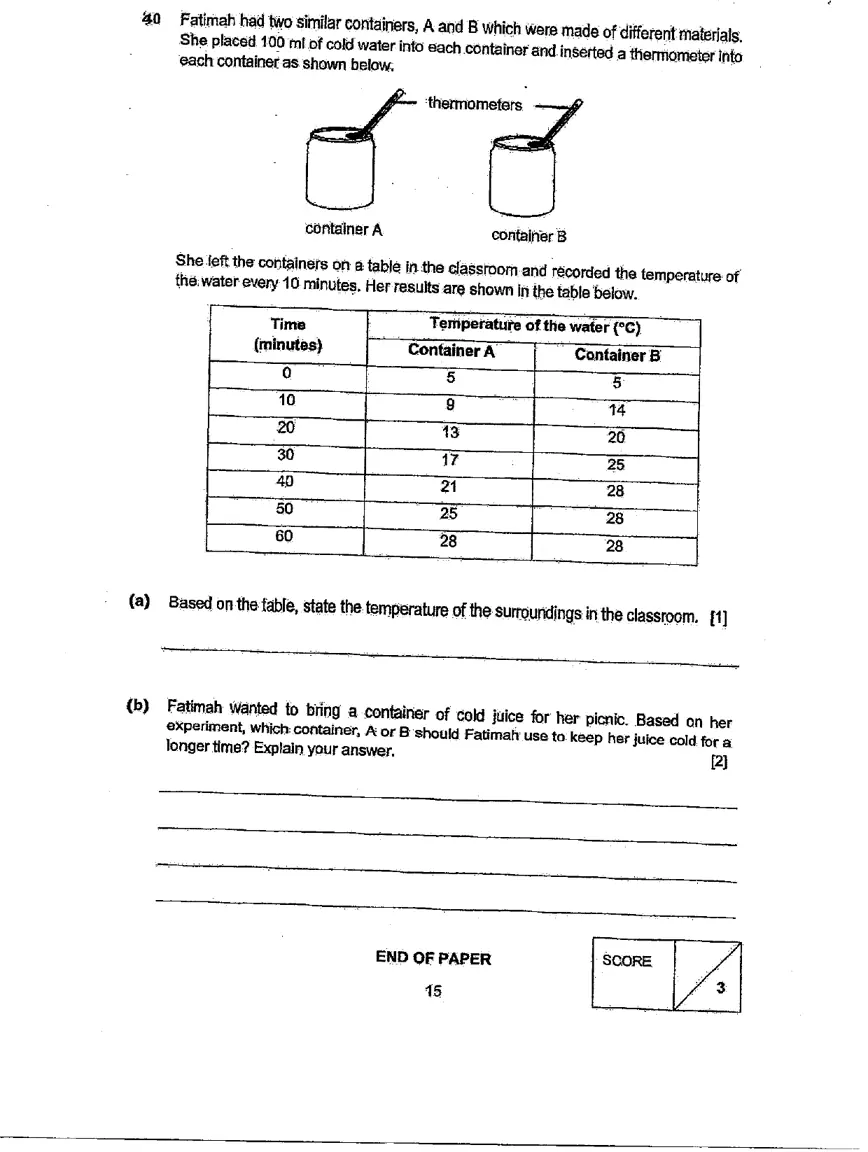 40 Fatimah had two similar containers, A and B which were made of different materials.
She placed 100 ml of cold water into each container and inserted a thermometer into
each container as shown below.
thermometers
container A
container B
She left the containers on a table in the classroom and recorded the temperature of
the water every 10 minutes. Her results are shown in the table below.
Time
(minutes)
Temperature of the water (°C)
Container A
Container B
0 5 5
10 9 14
20 13 20
30 17 25
40 21 28
50 25 28
60 28 28
(a) Based on the table, state the temperature of the surroundings in the classroom. [1]
(b) Fatimah wanted to bring a container of cold juice for her picnic. Based on her
experiment, which container, A or B should Fatimah use to keep her juice cold for a
longer time? Explain your answer.
[2]
END OF PAPER
SCORE
3
15